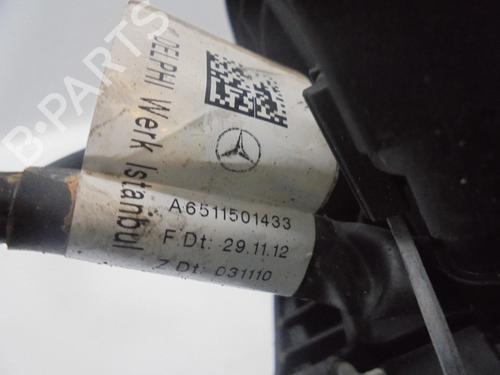 B-PARTS
DELPHI Werk Istanbul
A6511501433
F Dt: 29.11.12
Z Dt: 031110